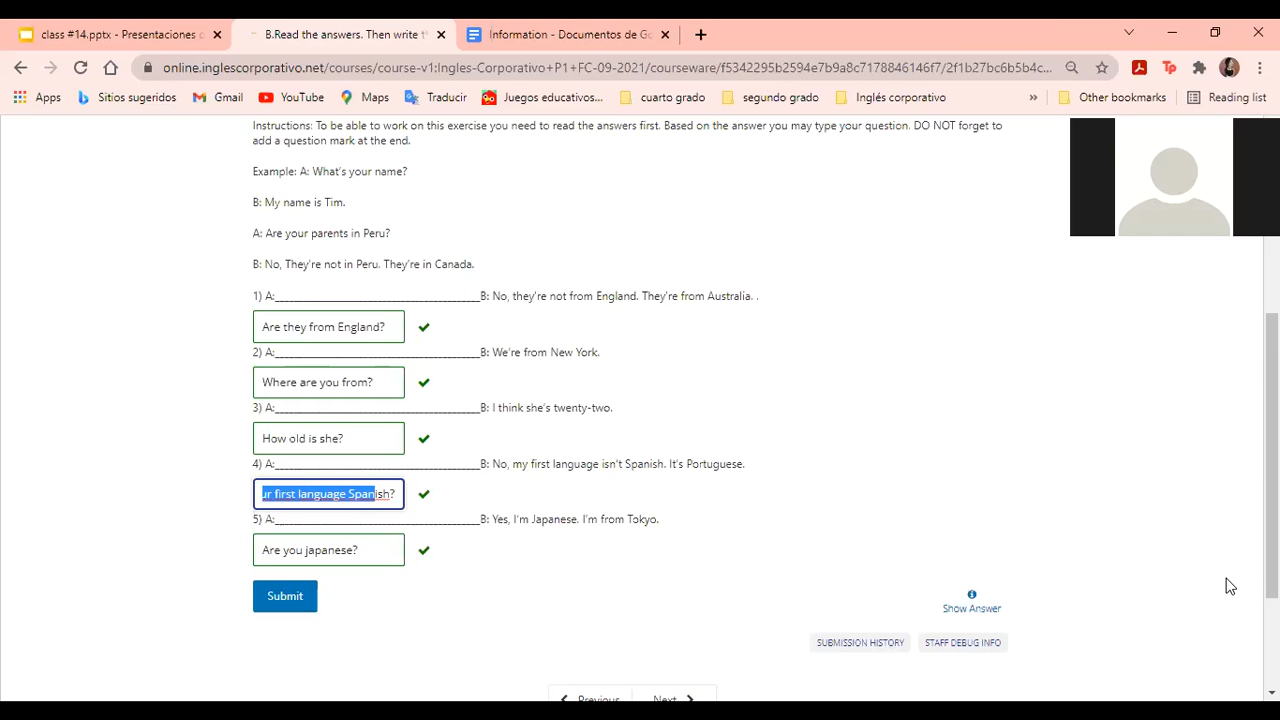 class #14.pptx - Presentaciones d
B.Read the answers. Then write t
Information - Documentos de Go
online.inglescorporativo.net/courses/course-v1:Ingles-Corporativo+P1+FC-09-2021/courseware/f5342295b2594e7b9a8c7178846146f7/2f1b27bc6b5b4c...
Apps
Sitios sugeridos
Gmail
YouTube
Maps
Traducir
Juegos educativos...
cuarto grado
segundo grado
Inglés corporativo
»
Other bookmarks
Reading list
Instructions: To be able to work on this exercise you need to read the answers first. Based on the answer you may type your question. DO NOT forget to
add a question mark at the end.
Example: A: What's your name?
B: My name is Tim.
A: Are your parents in Peru?
B: No, They're not in Peru. They're in Canada.
1) A:________________________________________B: No, they're not from England. They're from Australia. .
Are they from England?
2) A:________________________________________B: We're from New York.
Where are you from?
3) A:________________________________________B: I think she's twenty-two.
How old is she?
4) A:________________________________________B: No, my first language isn't Spanish. It's Portuguese.
ur first language Spanish?
5) A:________________________________________B: Yes, I'm Japanese. I'm from Tokyo.
Are you japanese?
Submit
Show Answer
SUBMISSION HISTORY
STAFF DEBUG INFO
Previous
Next